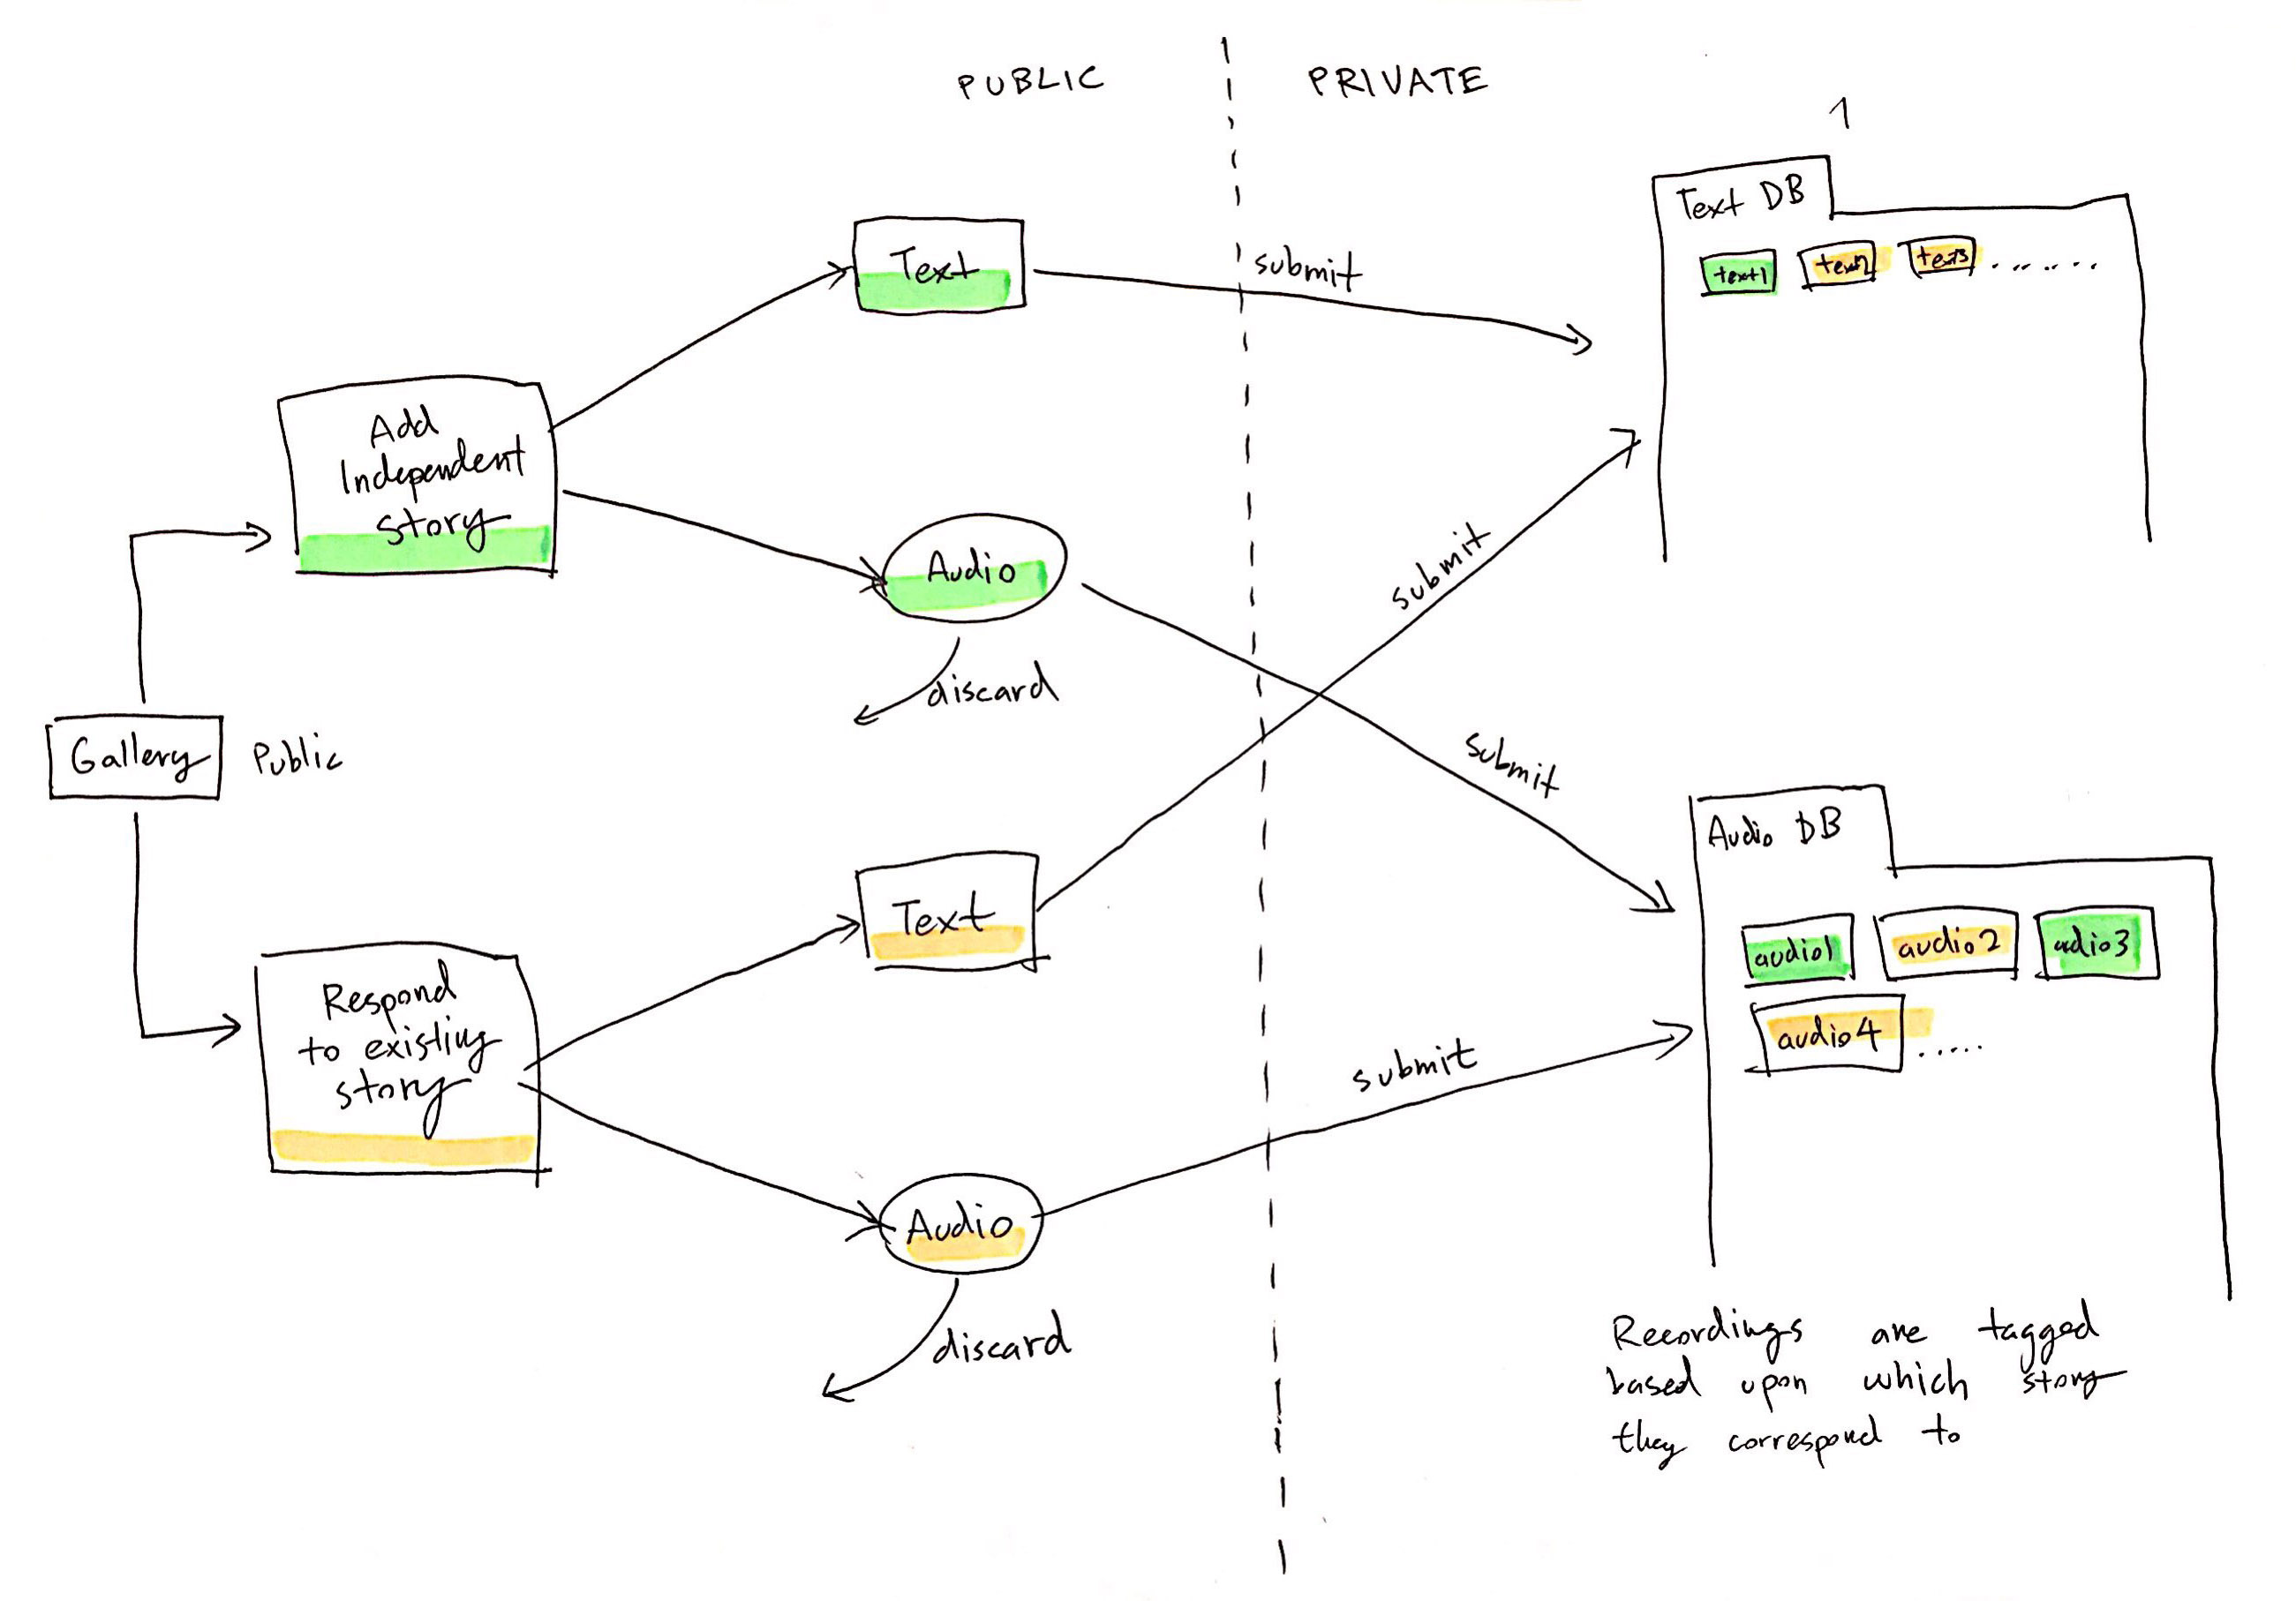 PUBLIC
PRIVATE
1
Text DB
text1
text2
text3
.......
Text
submit
Add
Independent
story
Audio
discard
submit
submit
Gallery
Public
Audio DB
audio1
audio2
adio3
audio4
.....
Text
Respond
to existing
story
submit
Audio
discard
Recordings are tagged
based upon which story
they correspond to